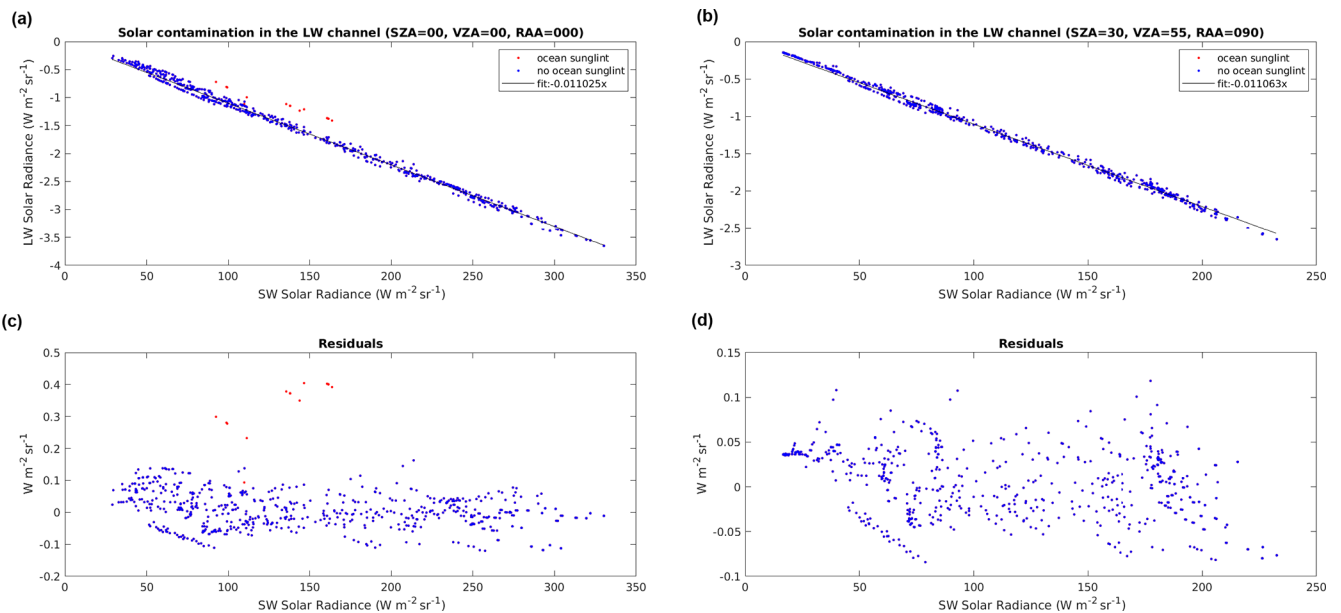 (a)
Solar contamination in the LW channel (SZA=00, VZA=00, RAA=000)
0
-0.5
-1
-1.5
-2
-2.5
-3
-3.5
-4
LW Solar Radiance (W m⁻² sr⁻¹)
ocean sunglint
no ocean sunglint
fit:-0.011025x
0 50 100 150 200 250 300 350
SW Solar Radiance (W m⁻² sr⁻¹)
(b)
Solar contamination in the LW channel (SZA=30, VZA=55, RAA=090)
0
-0.5
-1
-1.5
-2
-2.5
-3
LW Solar Radiance (W m⁻² sr⁻¹)
ocean sunglint
no ocean sunglint
fit:-0.011063x
0 50 100 150 200 250
SW Solar Radiance (W m⁻² sr⁻¹)
(c)
Residuals
0.5
0.4
0.3
0.2
0.1
0
-0.1
-0.2
W m⁻² sr⁻¹
0 50 100 150 200 250 300 350
SW Solar Radiance (W m⁻² sr⁻¹)
(d)
Residuals
0.15
0.1
0.05
0
-0.05
-0.1
W m⁻² sr⁻¹
0 50 100 150 200 250
SW Solar Radiance (W m⁻² sr⁻¹)